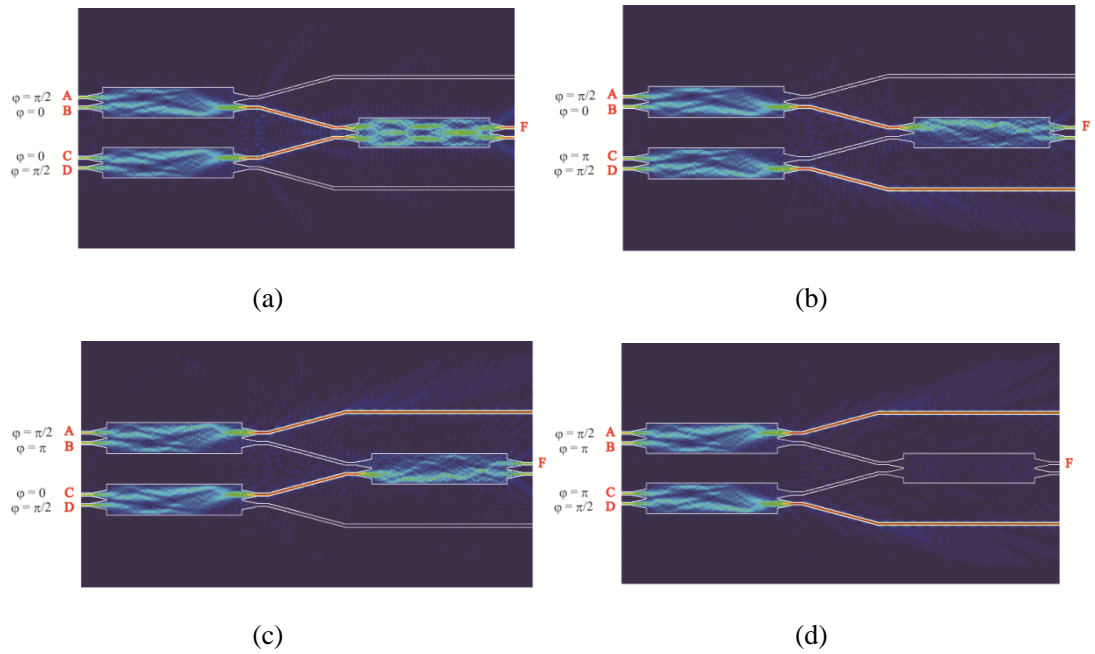 φ = π/2 A
φ = 0 B
φ = 0 C
φ = π/2 D
F
(a)
φ = π/2 A
φ = 0 B
φ = π C
φ = π/2 D
F
(b)
φ = π/2 A
φ = π B
φ = 0 C
φ = π/2 D
F
(c)
φ = π/2 A
φ = π B
φ = π C
φ = π/2 D
F
(d)